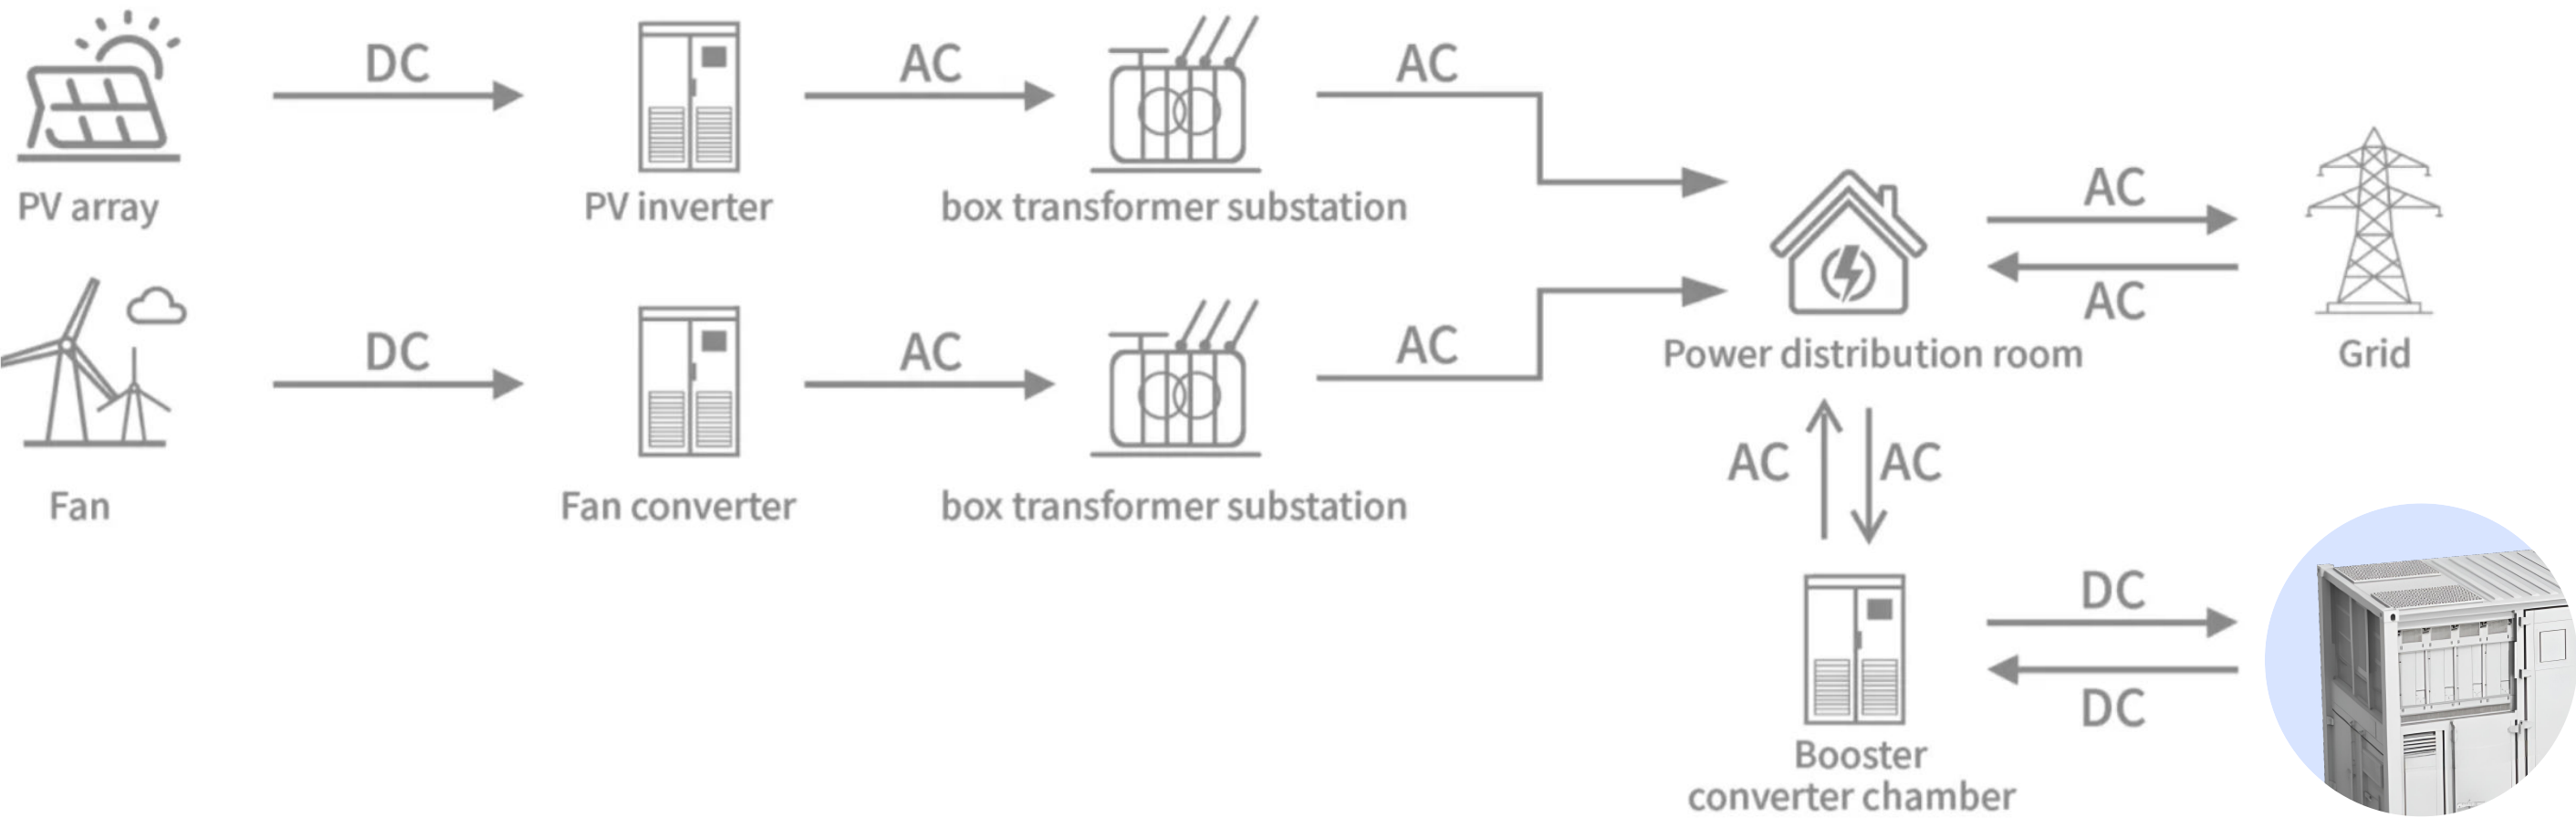 DC
AC
AC
PV array
PV inverter
box transformer substation
AC
AC
DC
AC
AC
Power distribution room
Grid
Fan
Fan converter
box transformer substation
AC
AC
DC
DC
Booster
converter chamber